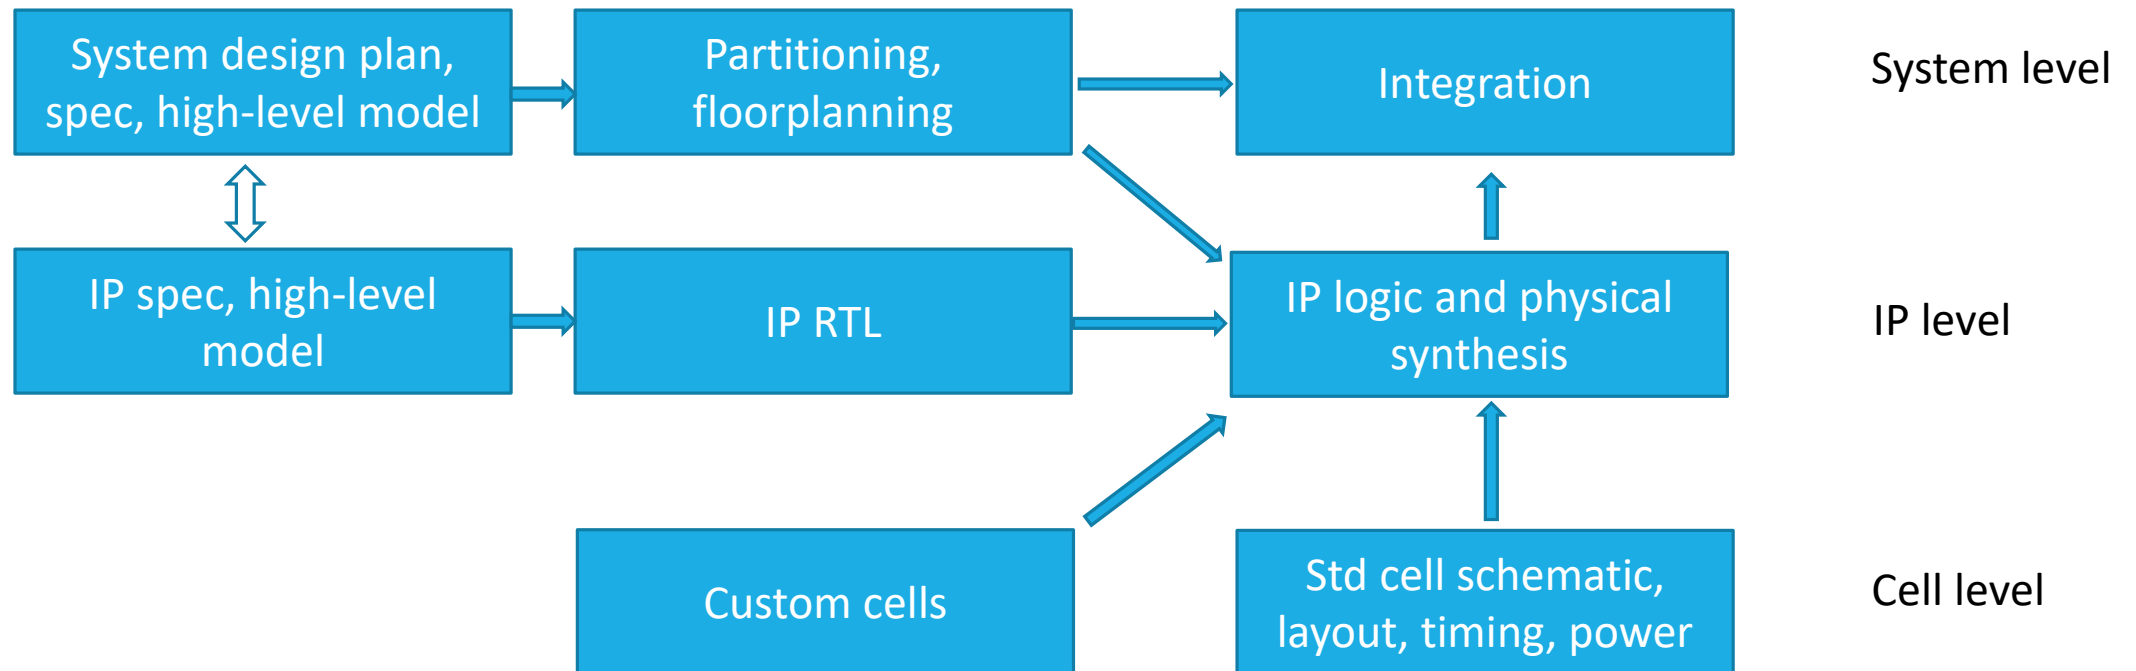 System design plan,
spec, high-level model
Partitioning,
floorplanning
Integration
System level
IP spec, high-level
model
IP RTL
IP logic and physical
synthesis
IP level
Custom cells
Std cell schematic,
layout, timing, power
Cell level